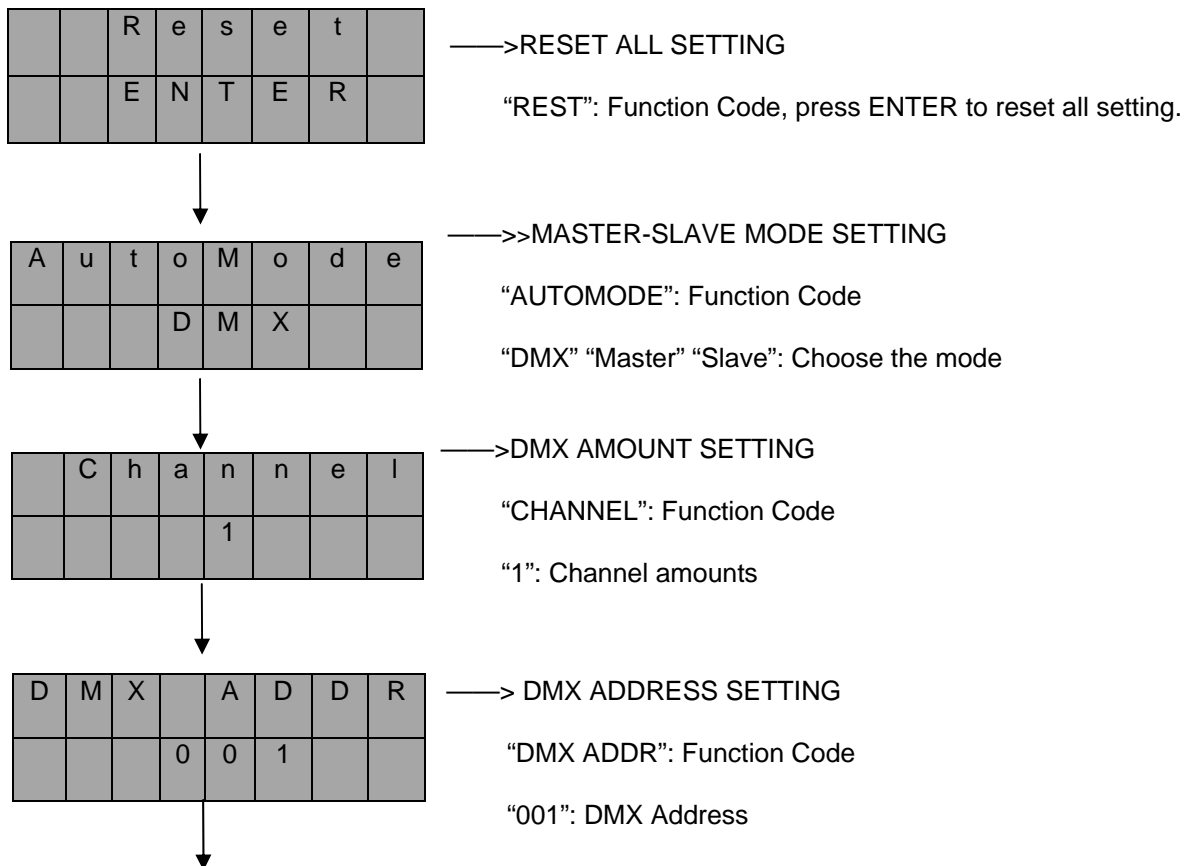 Reset
ENTER
——>RESET ALL SETTING
“REST”: Function Code, press ENTER to reset all setting.
AutoMode
DMX
——>>MASTER-SLAVE MODE SETTING
“AUTOMODE”: Function Code
“DMX” “Master” “Slave”: Choose the mode
Channel
1
——>DMX AMOUNT SETTING
“CHANNEL”: Function Code
“1”: Channel amounts
DMX ADDR
001
——> DMX ADDRESS SETTING
“DMX ADDR”: Function Code
“001”: DMX Address